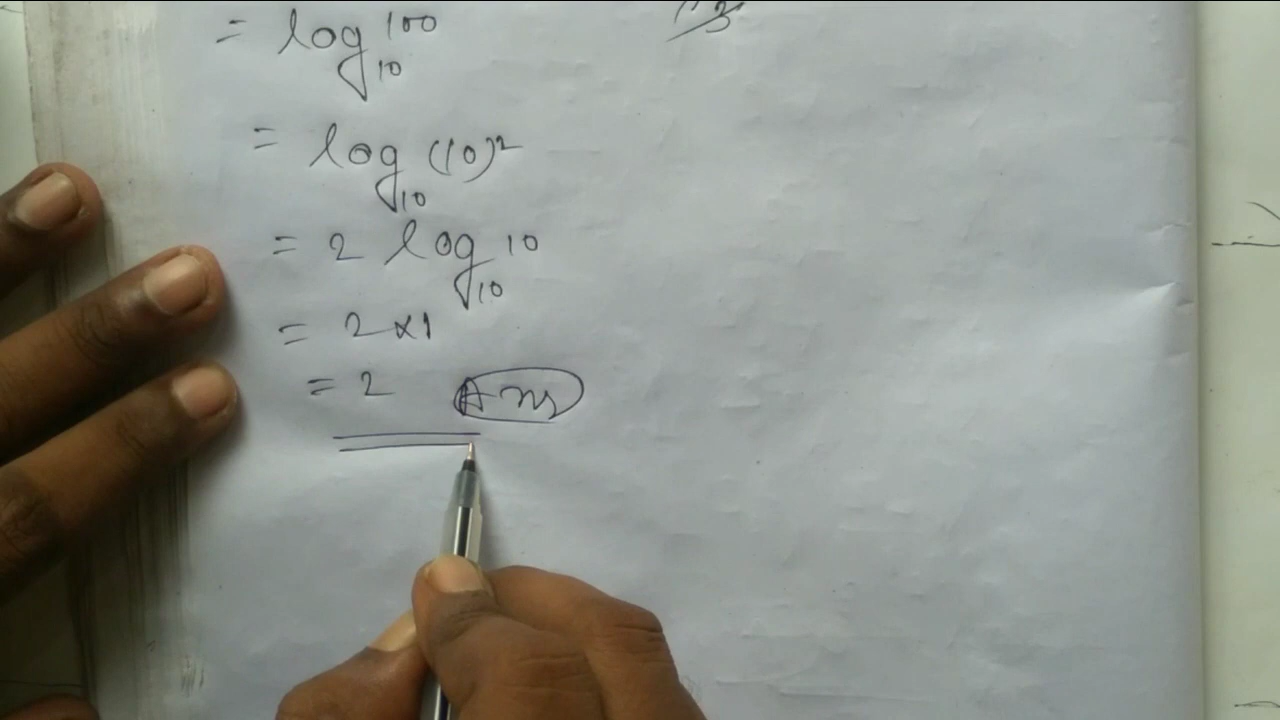 = log₁₀ 100
= log₁₀ (10)²
= 2 log₁₀ 10
= 2 × 1
= 2 Ans